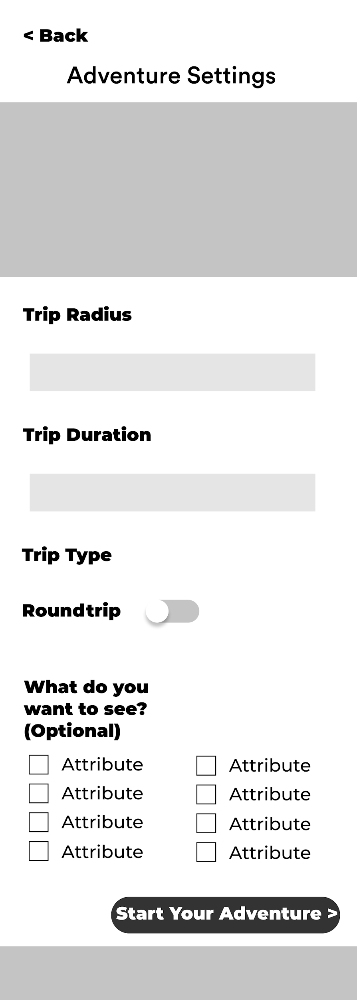 < Back
Adventure Settings
Trip Radius
Trip Duration
Trip Type
Roundtrip
What do you
want to see?
(Optional)
Attribute Attribute
Attribute Attribute
Attribute Attribute
Attribute Attribute
Start Your Adventure >